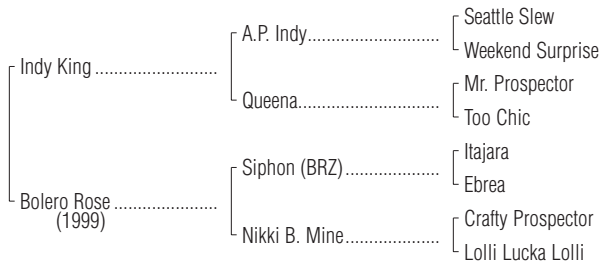 Seattle Slew
A.P. Indy
Weekend Surprise
Indy King
Mr. Prospector
Queena
Too Chic
Itajara
Siphon (BRZ)
Ebrea
Bolero Rose
(1999)
Crafty Prospector
Nikki B. Mine
Lolli Lucka Lolli